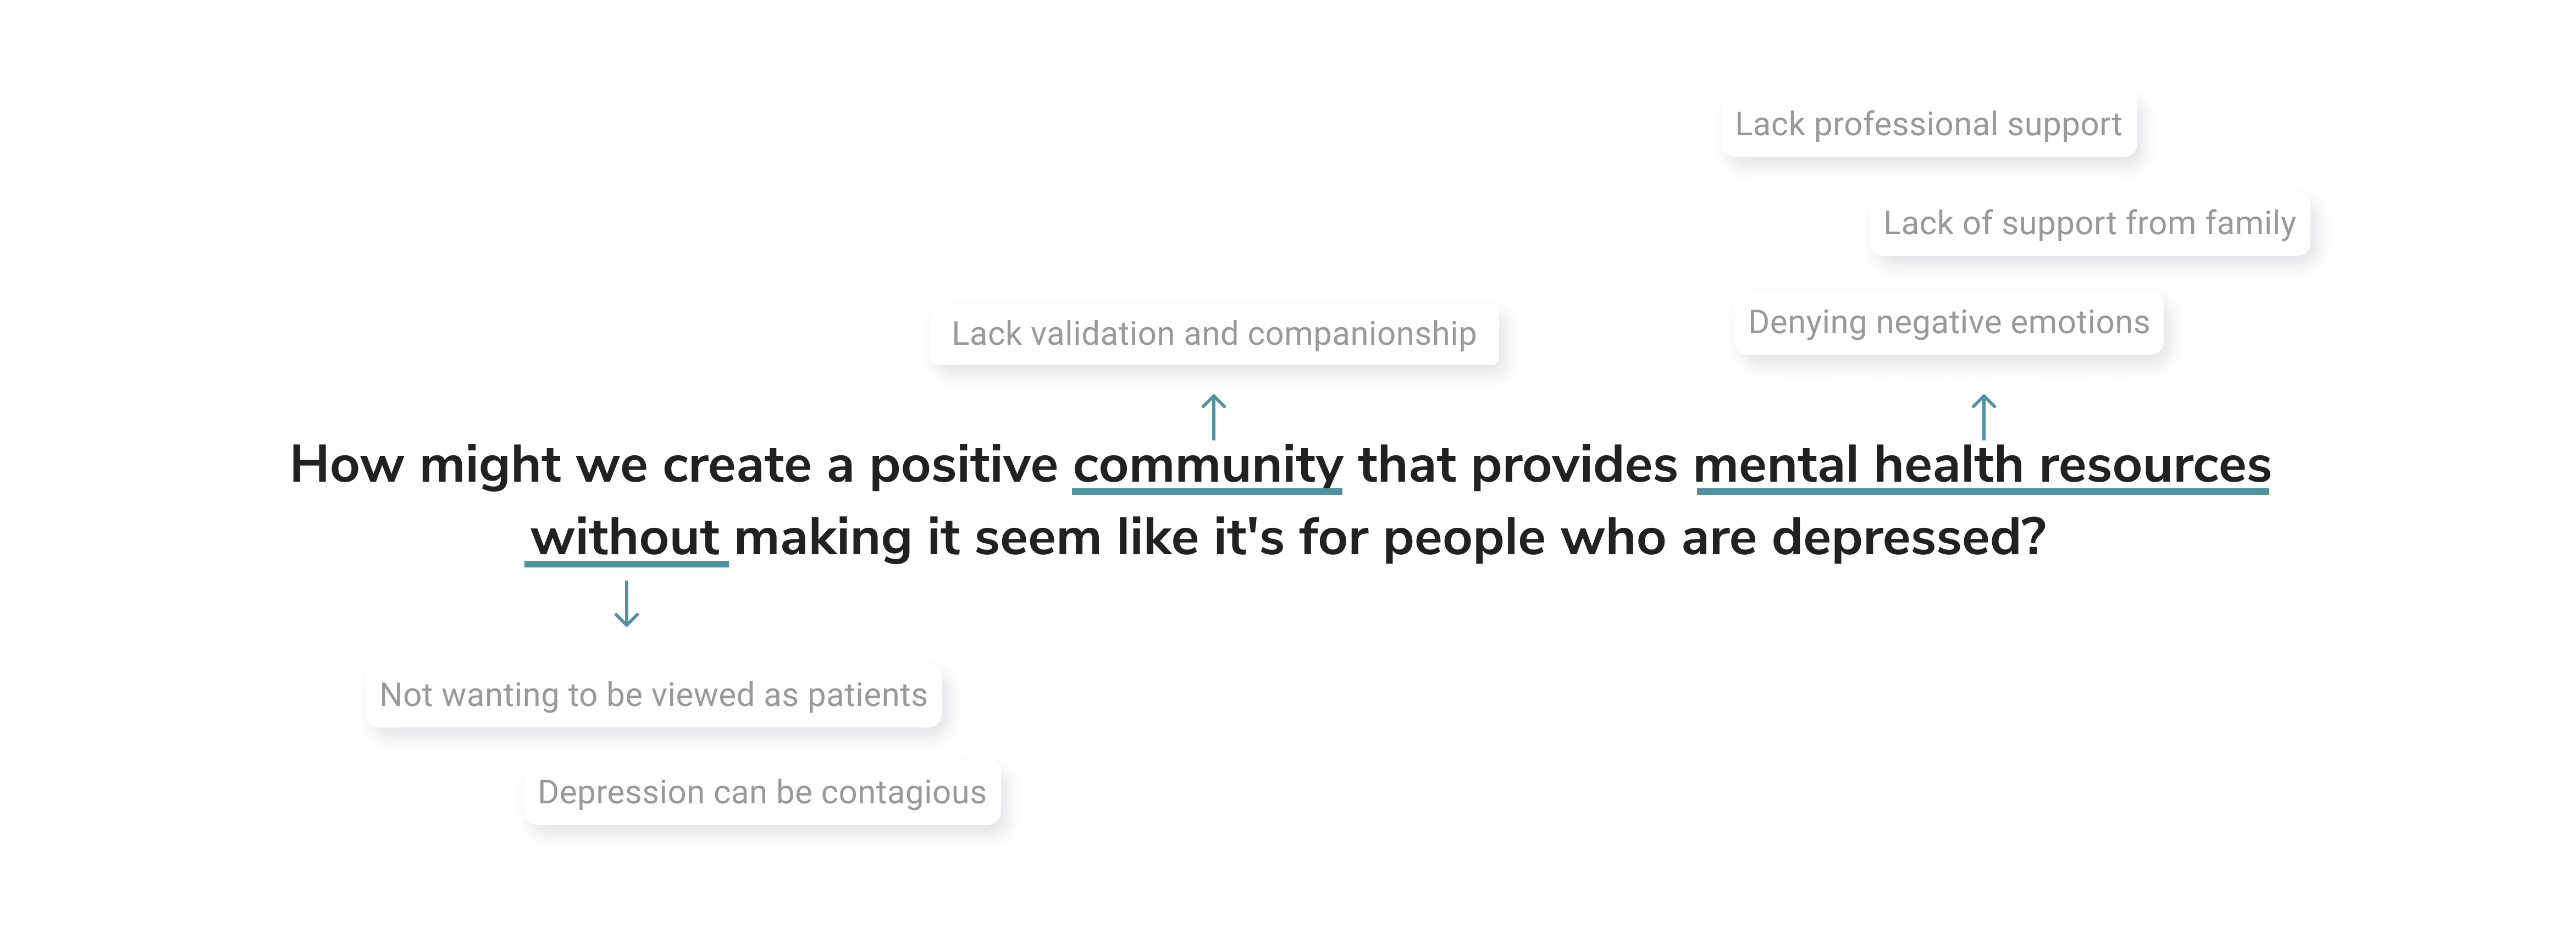 Lack professional support
Lack of support from family
Lack validation and companionship
Denying negative emotions
How might we create a positive community that provides mental health resources
without making it seem like it's for people who are depressed?
Not wanting to be viewed as patients
Depression can be contagious